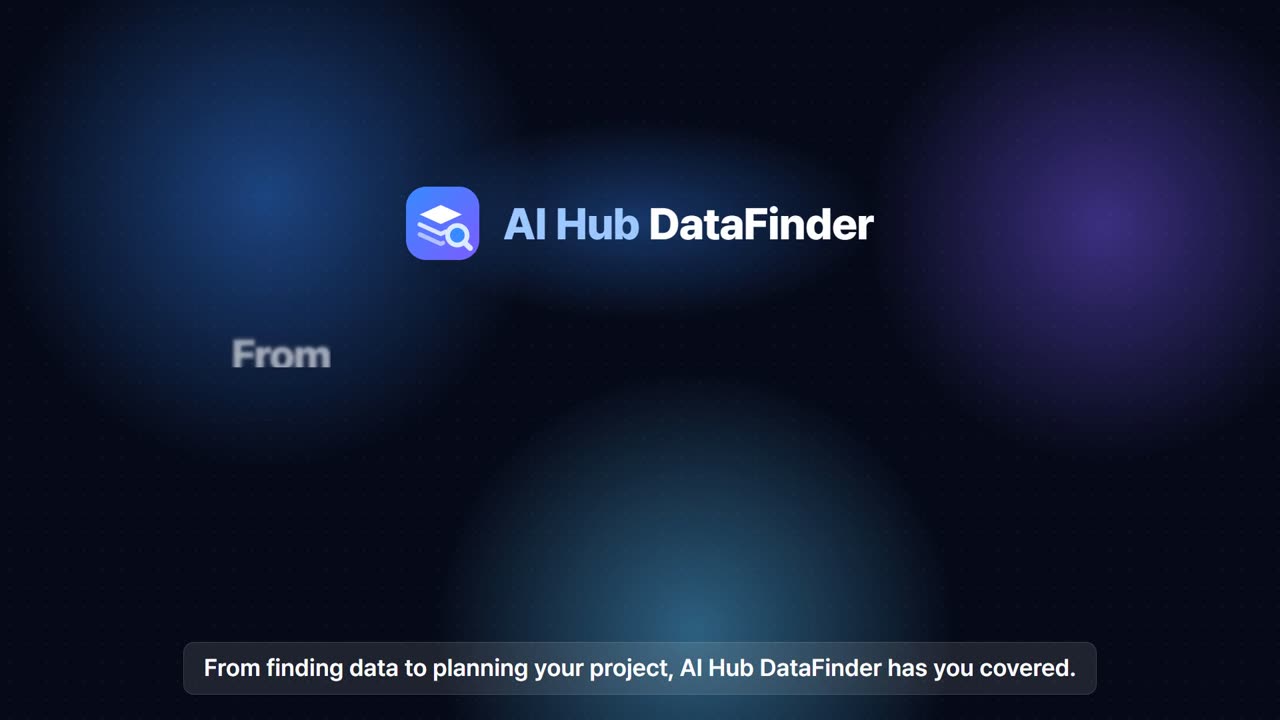 AI Hub DataFinder
From
From finding data to planning your project, AI Hub DataFinder has you covered.